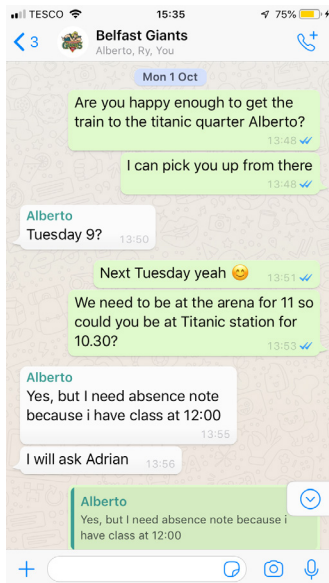 TESCO 15:35 75%
3 Belfast Giants
Alberto, Ry, You
Mon 1 Oct
Are you happy enough to get the
train to the titanic quarter Alberto?
13:48
I can pick you up from there
13:48
Alberto
Tuesday 9?
13:50
Next Tuesday yeah 😊
13:51
We need to be at the arena for 11 so
could you be at Titanic station for
10.30?
13:53
Alberto
Yes, but I need absence note
because i have class at 12:00
13:55
I will ask Adrian
13:56
Alberto
Yes, but I need absence note because i
have class at 12:00